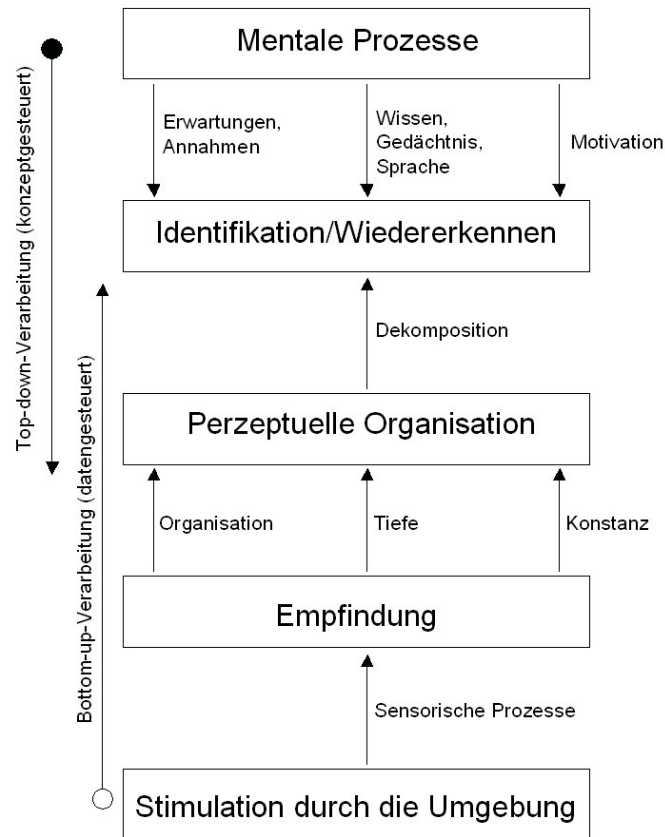 Mentale Prozesse
Erwartungen,
Annahmen
Wissen,
Gedächtnis,
Sprache
Motivation
Identifikation/Wiedererkennen
Dekomposition
Perzeptuelle Organisation
Organisation
Tiefe
Konstanz
Empfindung
Sensorische Prozesse
Stimulation durch die Umgebung
Top-down-Verarbeitung (konzeptgesteuert)
Bottom-up-Verarbeitung (datengesteuert)